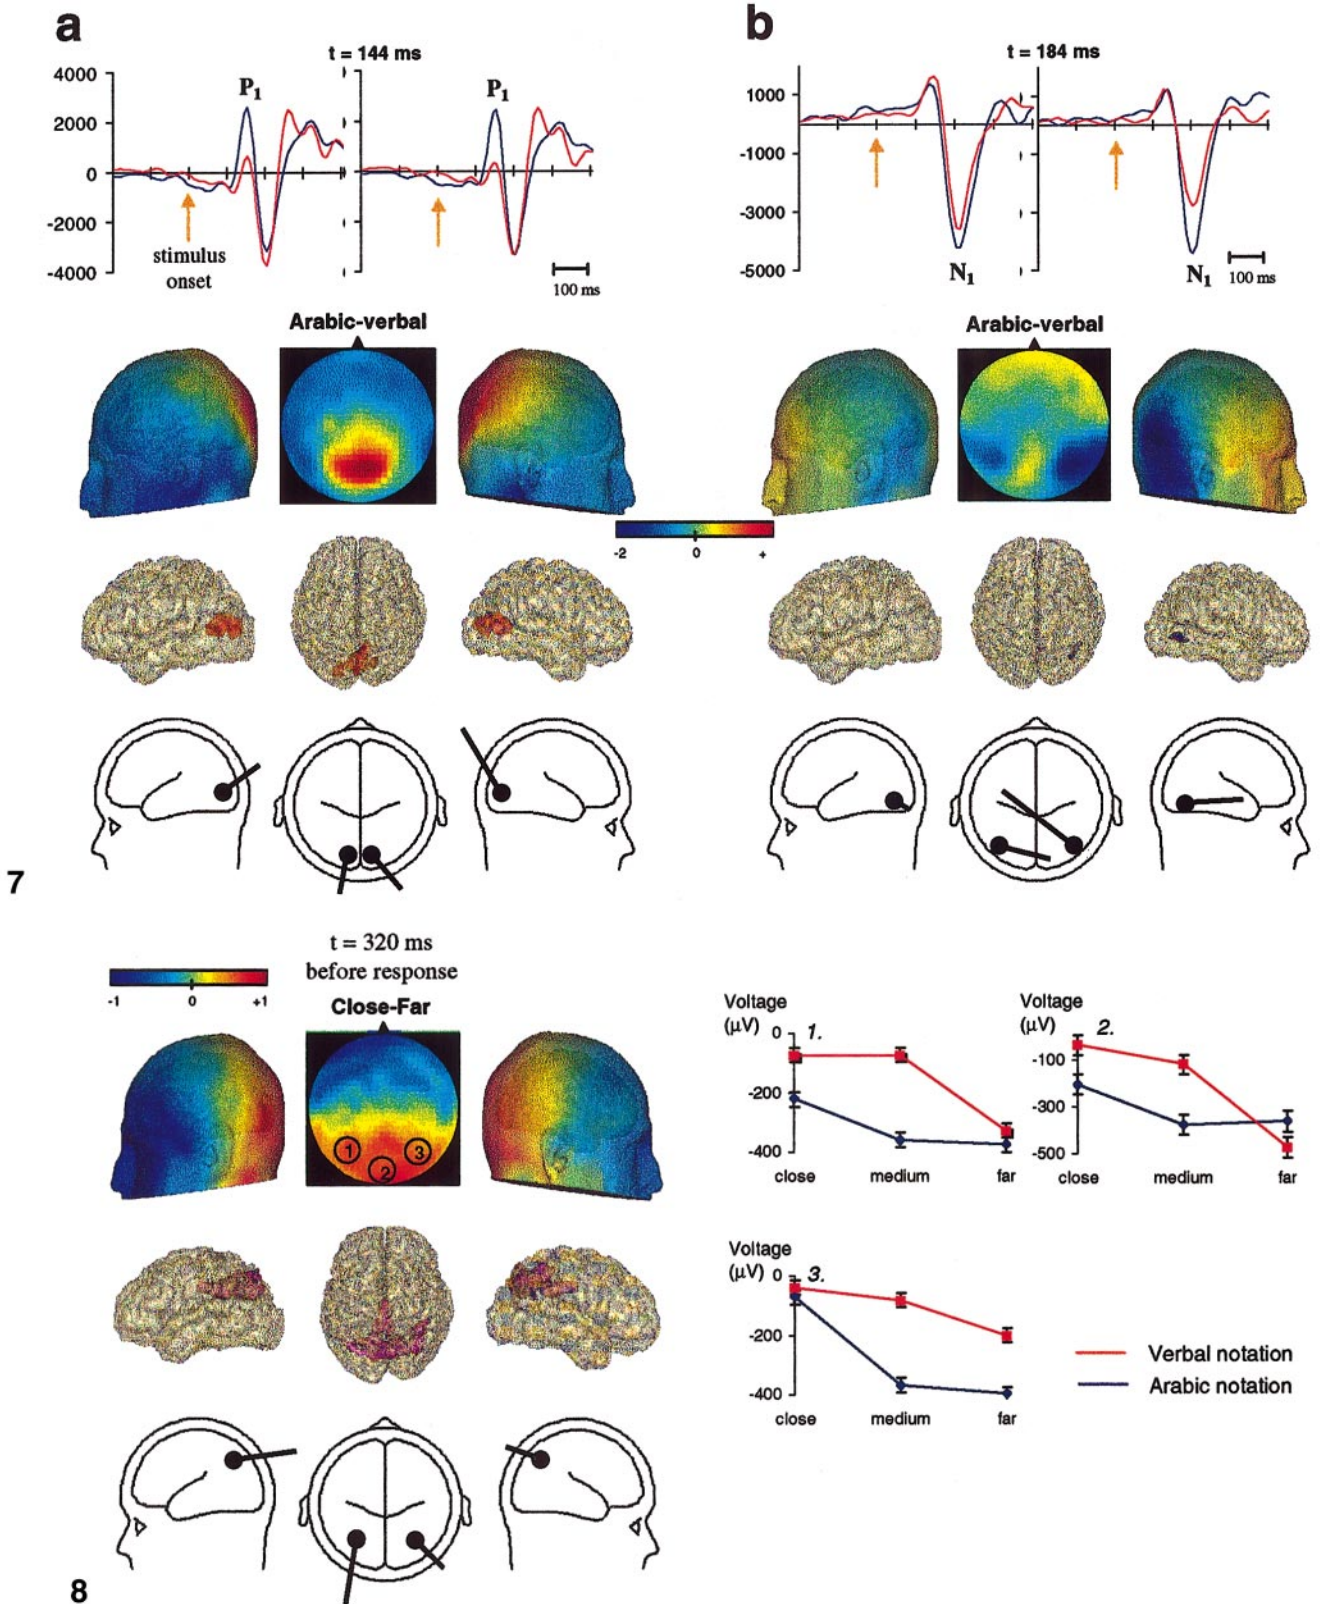 a
t = 144 ms
4000
2000
0
-2000
-4000
P1
P1
stimulus
onset
100 ms
b
t = 184 ms
1000
-1000
-3000
-5000
N1
N1
100 ms
Arabic-verbal
Arabic-verbal
-2 0 +
7
t = 320 ms
before response
Close-Far
-1 0 +1
1
2
3
8
Voltage
(µV)
1.
0
-200
-400
close medium far
Voltage
(µV)
2.
-100
-300
-500
close medium far
Voltage
(µV)
3.
0
-200
-400
close medium far
Verbal notation
Arabic notation